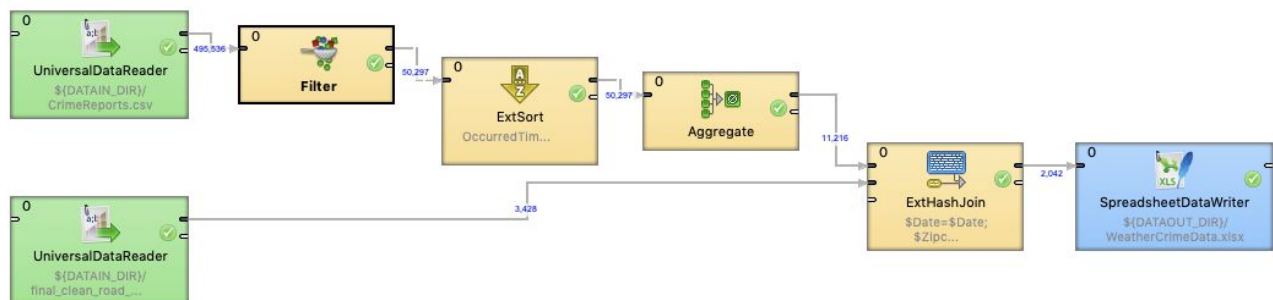 0
UniversalDataReader
${DATAIN_DIR}/
CrimeReports.csv
495,536
0
Filter
50,297
0
ExtSort
OccurredTim...
50,297
0
Aggregate
11,216
0
UniversalDataReader
${DATAIN_DIR}/
final_clean_road_...
3,428
0
ExtHashJoin
$Date=$Date;
$Zipc...
2,042
0
XLS
SpreadsheetDataWriter
${DATAOUT_DIR}/
WeatherCrimeData.xlsx